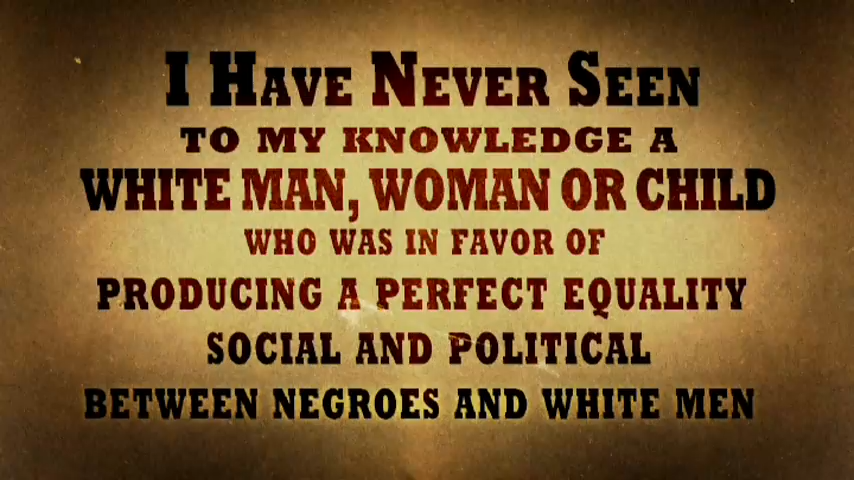 I HAVE NEVER SEEN
TO MY KNOWLEDGE A
WHITE MAN, WOMAN OR CHILD
WHO WAS IN FAVOR OF
PRODUCING A PERFECT EQUALITY
SOCIAL AND POLITICAL
BETWEEN NEGROES AND WHITE MEN